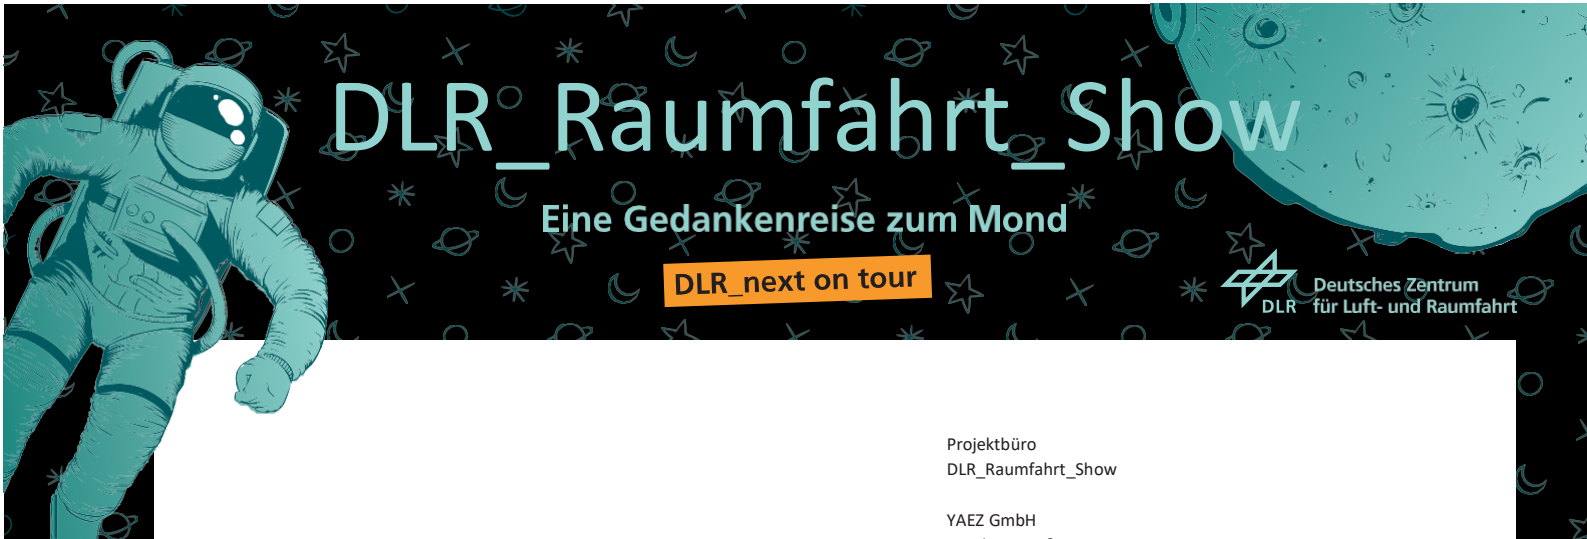 DLR_Raumfahrt_Show
Eine Gedankenreise zum Mond
DLR_next on tour
DLR
Deutsches Zentrum
für Luft- und Raumfahrt
Projektbüro
DLR_Raumfahrt_Show
YAEZ GmbH